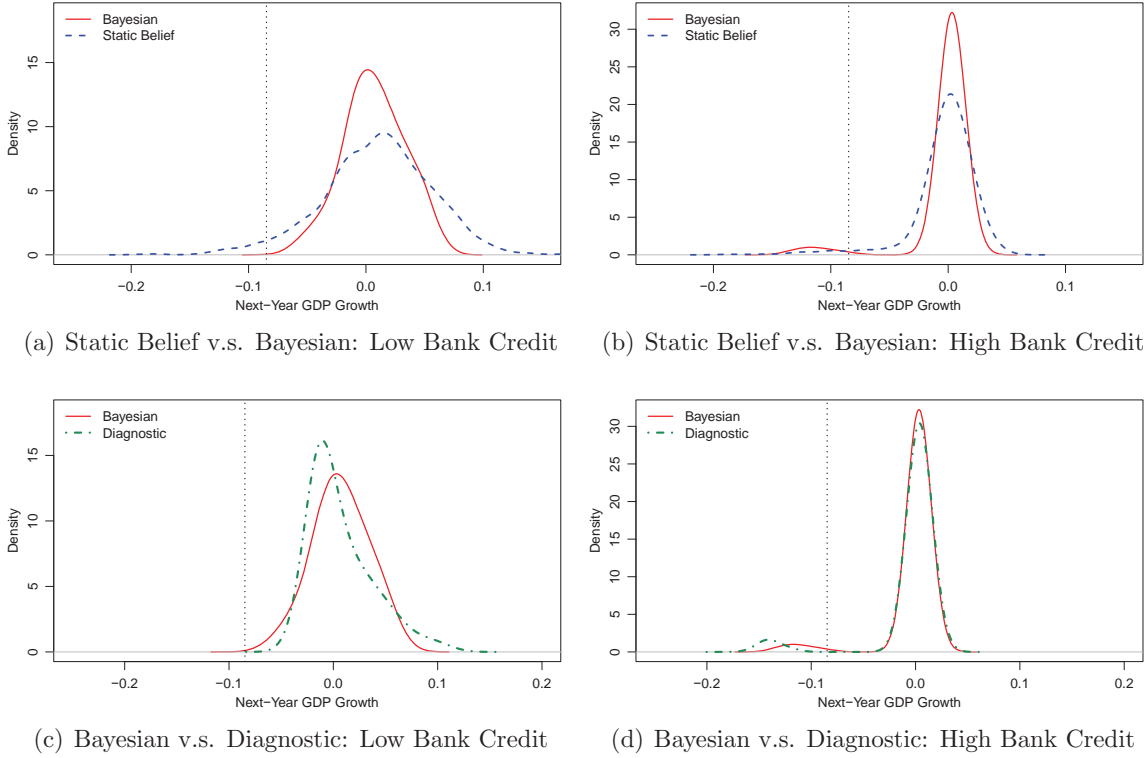 Bayesian
Static Belief
Density
0
5
10
15
−0.2
−0.1
0.0
0.1
Next−Year GDP Growth
(a) Static Belief v.s. Bayesian: Low Bank Credit
Bayesian
Static Belief
Density
0
5
10
15
20
25
30
−0.2
−0.1
0.0
0.1
Next−Year GDP Growth
(b) Static Belief v.s. Bayesian: High Bank Credit
Bayesian
Diagnostic
Density
0
5
10
15
−0.2
−0.1
0.0
0.1
0.2
Next−Year GDP Growth
(c) Bayesian v.s. Diagnostic: Low Bank Credit
Bayesian
Diagnostic
Density
0
5
10
15
20
25
30
−0.2
−0.1
0.0
0.1
0.2
Next−Year GDP Growth
(d) Bayesian v.s. Diagnostic: High Bank Credit